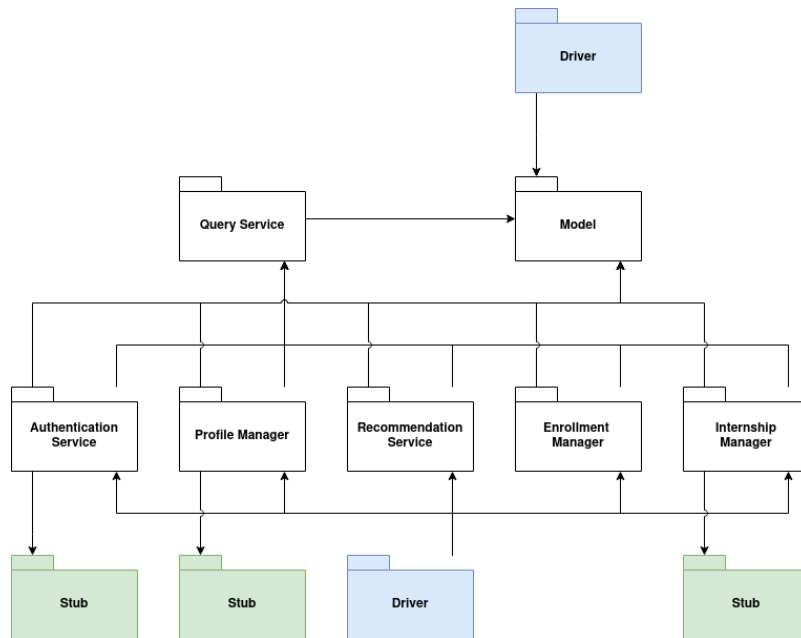 Driver
Query Service
Model
Authentication
Service
Profile Manager
Recommendation
Service
Enrollment
Manager
Internship
Manager
Stub
Stub
Driver
Stub